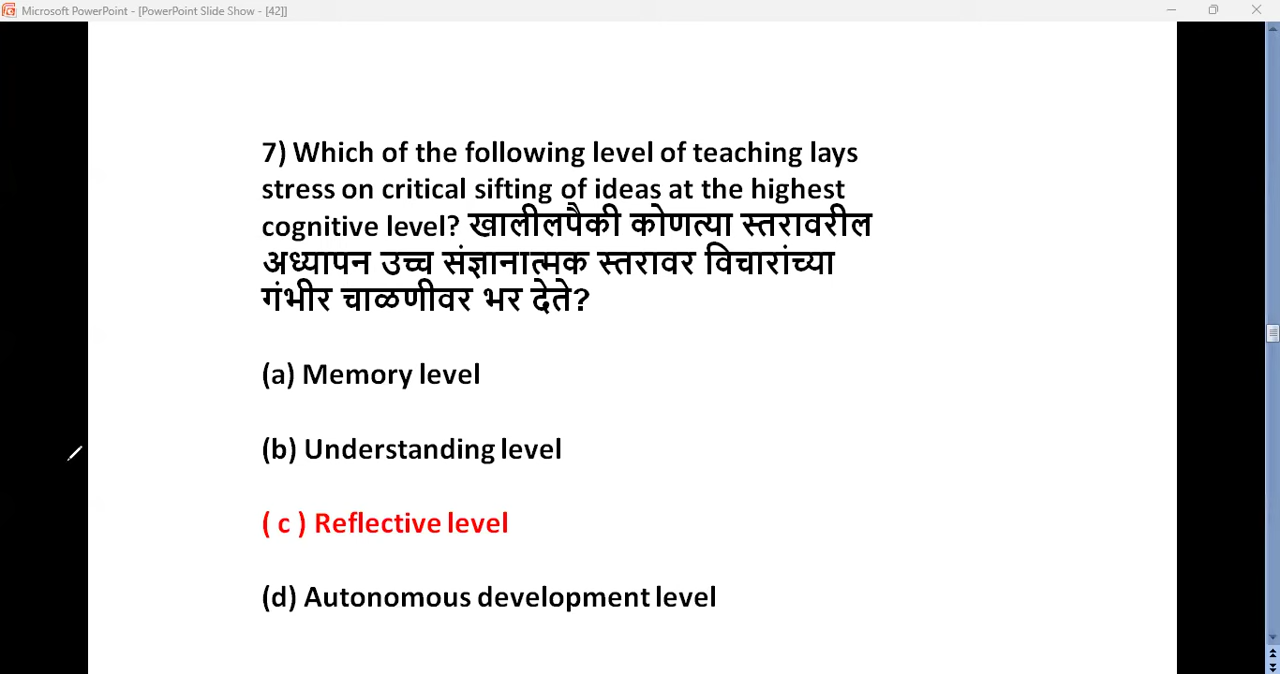 Microsoft PowerPoint - [PowerPoint Slide Show - [42]]
7) Which of the following level of teaching lays
stress on critical sifting of ideas at the highest
cognitive level? खालीलपैकी कोणत्या स्तरावरील
अध्यापन उच्च संज्ञानात्मक स्तरावर विचारांच्या
गंभीर चाळणीवर भर देते?
(a) Memory level
(b) Understanding level
( c ) Reflective level
(d) Autonomous development level